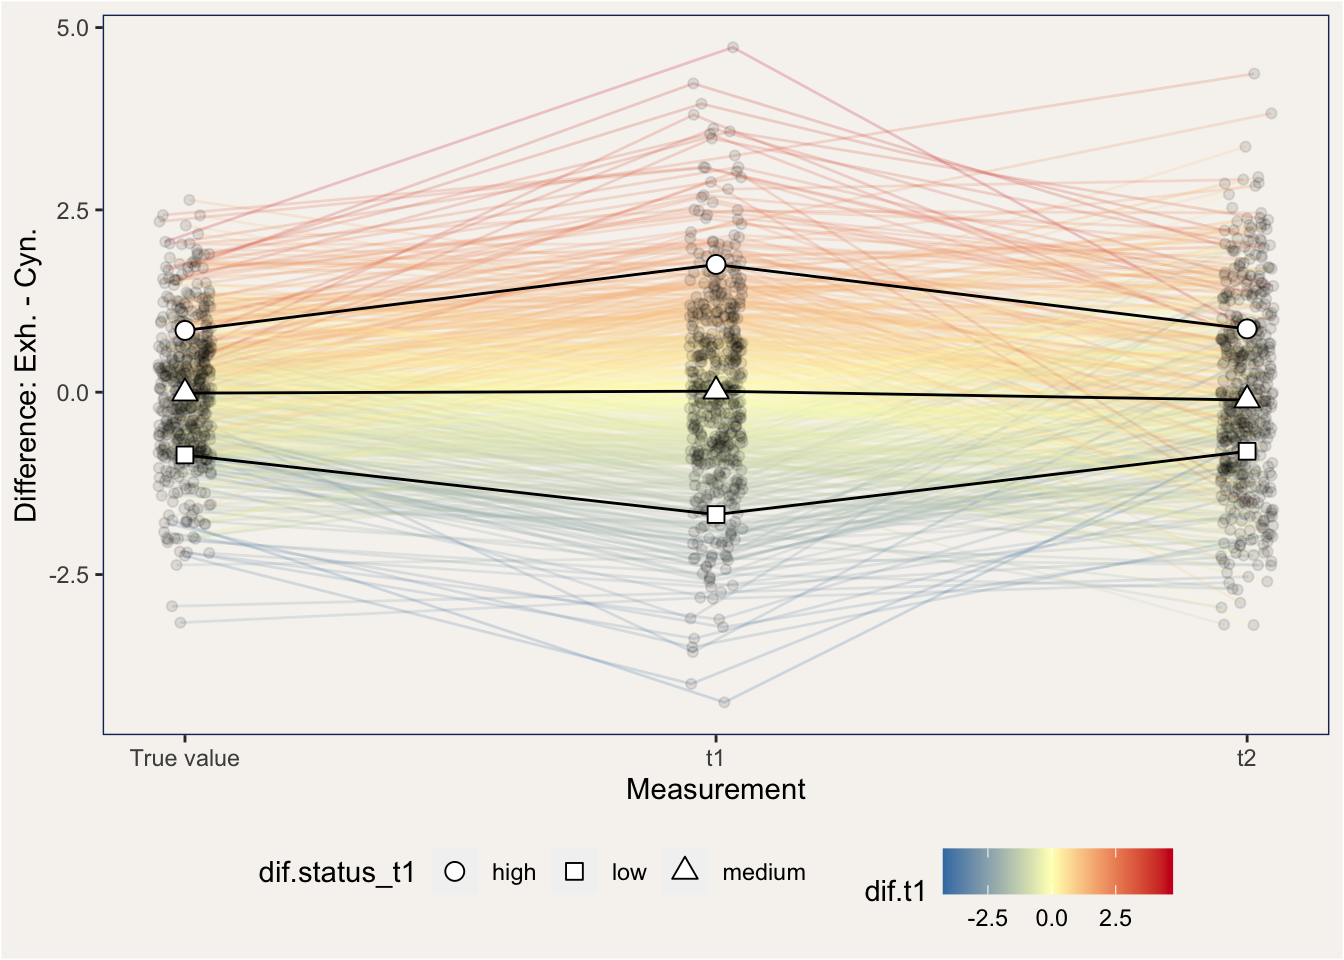 5.0
2.5
0.0
-2.5
Difference: Exh. - Cyn.
True value t1 t2
Measurement
dif.status_t1 high low medium
dif.t1
-2.5 0.0 2.5